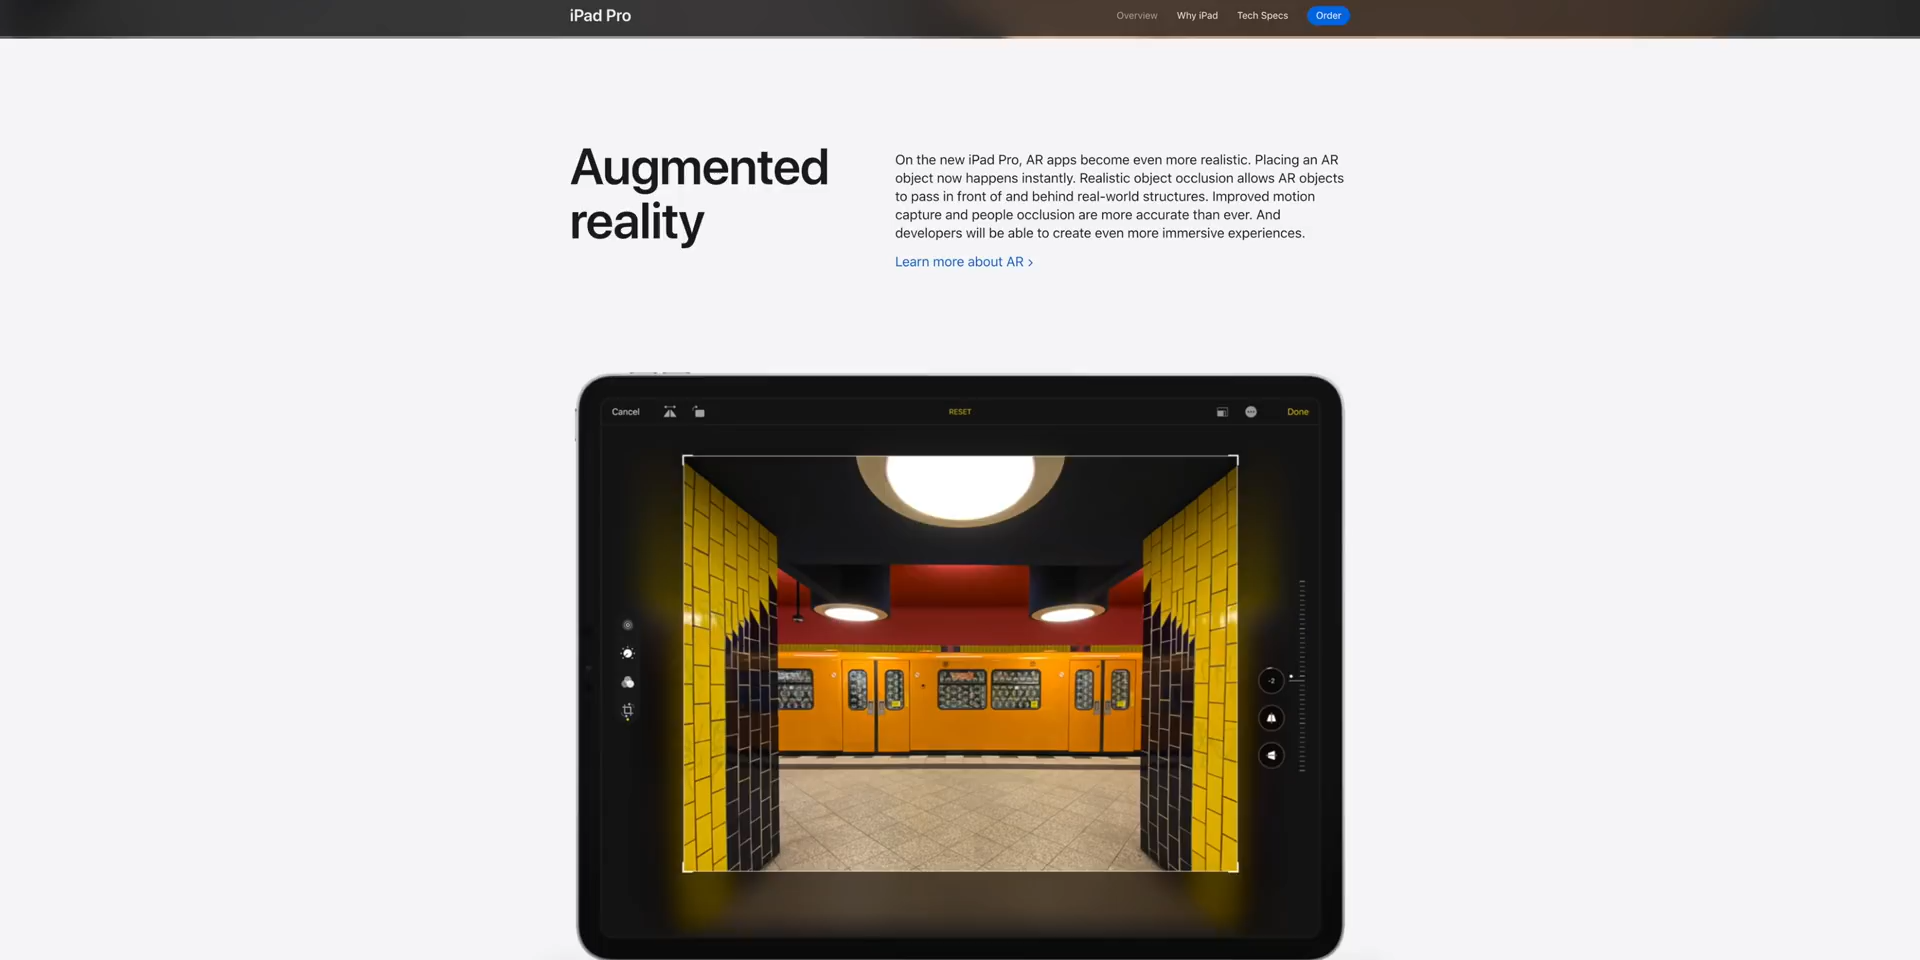 iPad Pro
Overview Why iPad Tech Specs Order
Augmented
reality
On the new iPad Pro, AR apps become even more realistic. Placing an AR
object now happens instantly. Realistic object occlusion allows AR objects
to pass in front of and behind real-world structures. Improved motion
capture and people occlusion are more accurate than ever. And
developers will be able to create even more immersive experiences.
Learn more about AR >
Cancel RESET Done
-2